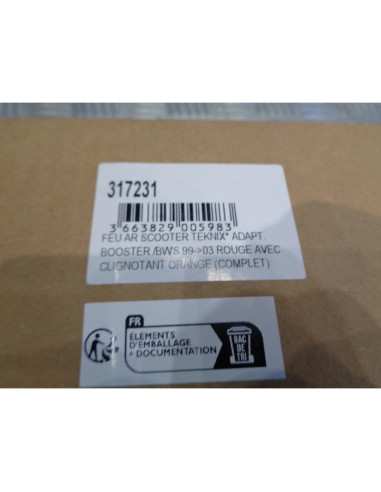 317231
3 663829 005983
FEU AR SCOOTER TEKNIX* ADAPT
BOOSTER /BWS 99->03 ROUGE AVEC
CLIGNOTANT ORANGE (COMPLET)
FR
ELEMENTS
D'EMBALLAGE
+ DOCUMENTATION
BAC
DE
TRI